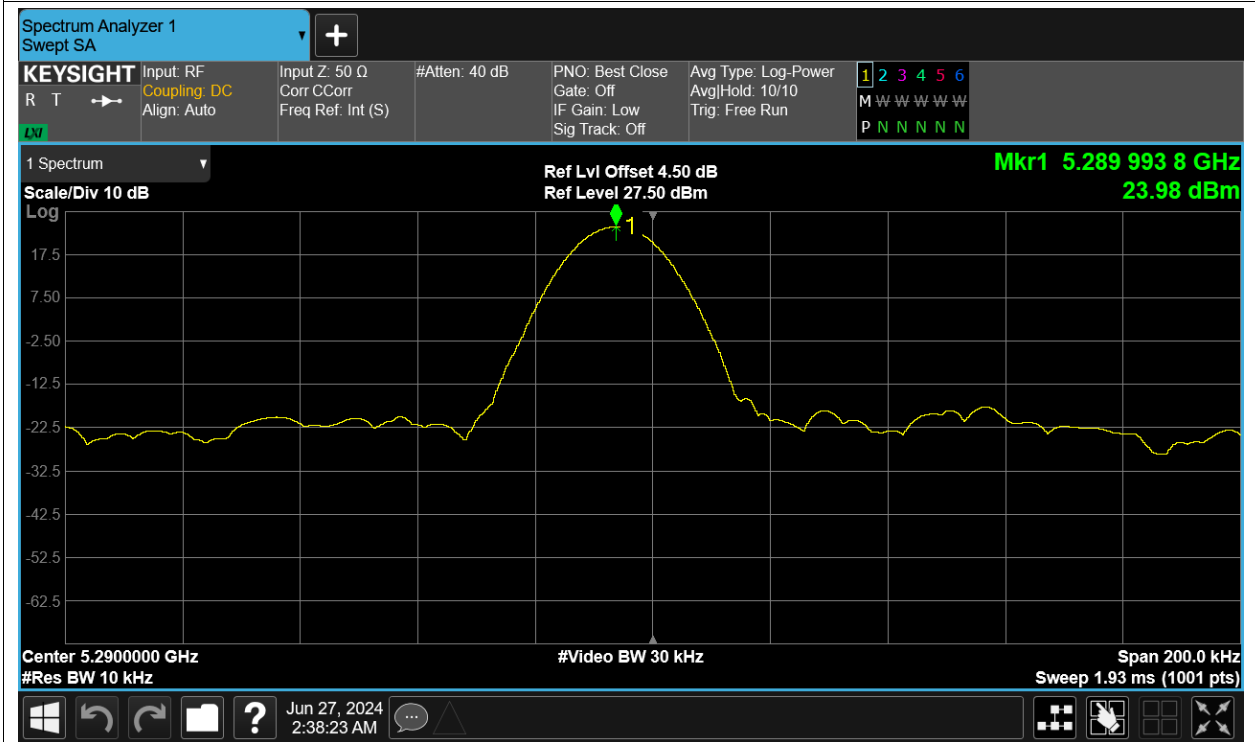 Spectrum Analyzer 1
Swept SA
+
KEYSIGHT
R T
LXI
Input: RF
Coupling: DC
Align: Auto
Input Z: 50 Ω
Corr CCorr
Freq Ref: Int (S)
#Atten: 40 dB
PNO: Best Close
Gate: Off
IF Gain: Low
Sig Track: Off
Avg Type: Log-Power
Avg|Hold: 10/10
Trig: Free Run
1 2 3 4 5 6
M W W W W W
P N N N N N
1 Spectrum
Scale/Div 10 dB
Log
Ref Lvl Offset 4.50 dB
Ref Level 27.50 dBm
Mkr1 5.289 993 8 GHz
23.98 dBm
1
17.5
7.50
-2.50
-12.5
-22.5
-32.5
-42.5
-52.5
-62.5
Center 5.2900000 GHz
#Res BW 10 kHz
#Video BW 30 kHz
Span 200.0 kHz
Sweep 1.93 ms (1001 pts)
?
Jun 27, 2024
2:38:23 AM